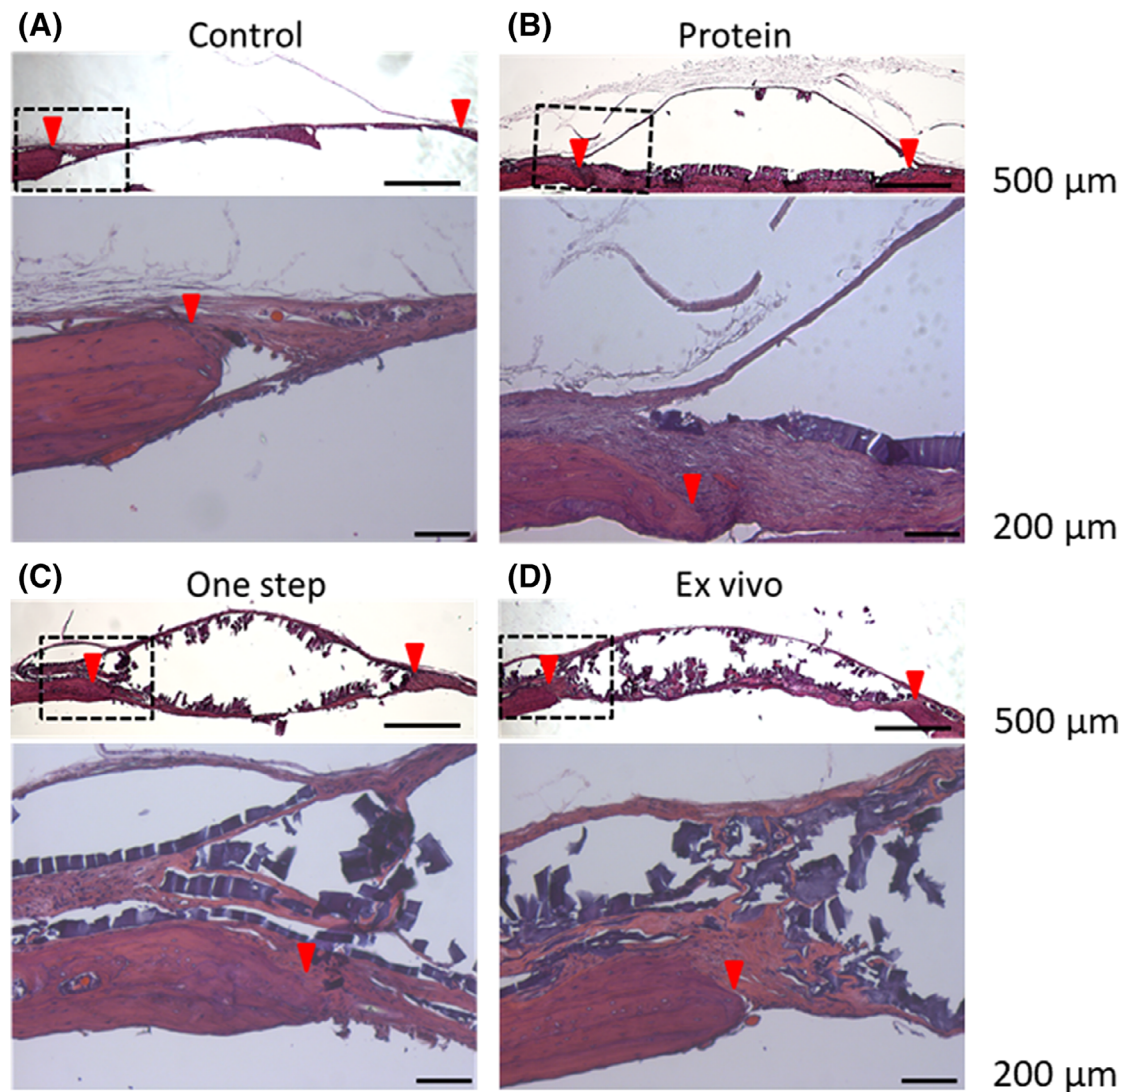 (A)
Control
(B)
Protein
500 μm
200 μm
(C)
One step
(D)
Ex vivo
500 μm
200 μm